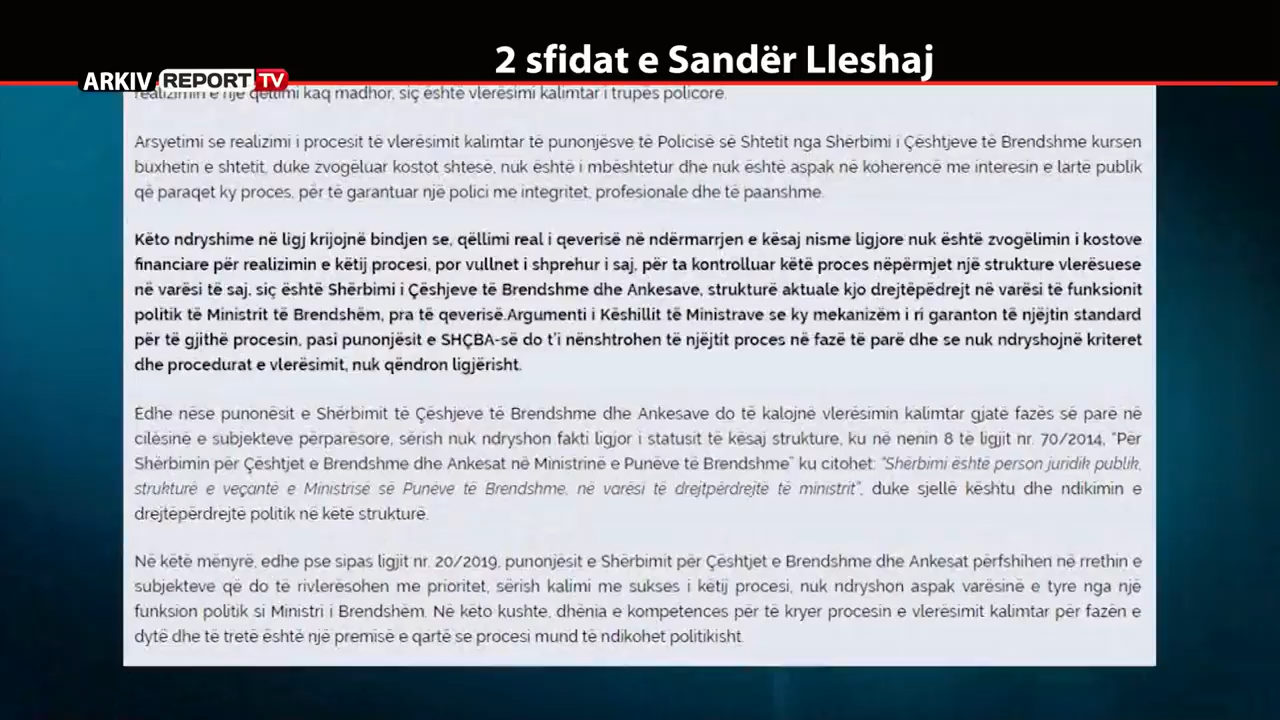 2 sfidat e Sandër Lleshaj
ARKIV REPORT TV
realizimin e një qëllimi kaq madhor, siç është vlerësimi kalimtar i trupës policore.
Arsyetimi se realizimi i procesit të vlerësimit kalimtar të punonjësve të Policisë së Shtetit nga Shërbimi i Çështjeve të Brendshme kursen
buxhetin e shtetit, duke zvogëluar kostot shtesë, nuk është i mbështetur dhe nuk është aspak në koherencë me interesin e lartë publik
që paraqet ky proces, për të garantuar një polici me integritet, profesionale dhe të paanshme.
Këto ndryshime në ligj krijojnë bindjen se, qëllimi real i qeverisë në ndërmarrjen e kësaj nisme ligjore nuk është zvogëlimin i kostove
financiare për realizimin e këtij procesi, por vullnet i shprehur i saj, për ta kontrolluar këtë proces nëpërmjet një strukture vlerësuese
në varësi të saj, siç është Shërbimi i Çështjeve të Brendshme dhe Ankesave, strukturë aktuale kjo drejtëpëdrejt në varësi të funksionit
politik të Ministrit të Brendshëm, pra të qeverisë.Argumenti i Këshillit të Ministrave se ky mekanizëm i ri garanton të njëjtin standard
për të gjithë procesin, pasi punonjësit e SHÇBA-së do t'i nënshtrohen të njëjtit proces në fazë të parë dhe se nuk ndryshojnë kriteret
dhe procedurat e vlerësimit, nuk qëndron ligjërisht.
Edhe nëse punonësit e Shërbimit të Çështjeve të Brendshme dhe Ankesave do të kalojnë vlerësimin kalimtar gjatë fazës së parë në
cilësinë e subjekteve përparësore, sërish nuk ndryshon fakti ligjor i statusit të kësaj strukture, ku në nenin 8 të ligjit nr. 70/2014, "Për
Shërbimin për Çështjet e Brendshme dhe Ankesat në Ministrinë e Punëve të Brendshme" ku citohet: "Shërbimi është person juridik publik,
strukturë e veçantë e Ministrisë së Punëve të Brendshme, në varësi të drejtpërdrejtë të ministrit", duke sjellë kështu dhe ndikimin e
drejtëpërdrejtë politik në këtë strukturë.
Në këtë mënyrë, edhe pse sipas ligjit nr. 20/2019, punonjësit e Shërbimit për Çështjet e Brendshme dhe Ankesat përfshihen në rrethin e
subjekteve që do të rivlerësohen me prioritet, sërish kalimi me sukses i këtij procesi, nuk ndryshon aspak varësinë e tyre nga një
funksion politik si Ministri i Brendshëm. Në këto kushte, dhënia e kompetencës për të kryer procesin e vlerësimit kalimtar për fazën e
dytë dhe të tretë është një premisë e qartë se procesi mund të ndikohet politikisht.